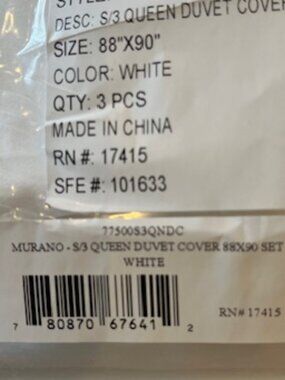 STYLE
DESC: S/3 QUEEN DUVET COVER
SIZE: 88"X90"
COLOR: WHITE
QTY: 3 PCS
MADE IN CHINA
RN #: 17415
SFE #: 101633
77500S3QNDC
MURANO - S/3 QUEEN DUVET COVER 88X90 SET
WHITE
7 80870 67641 2
RN# 17415